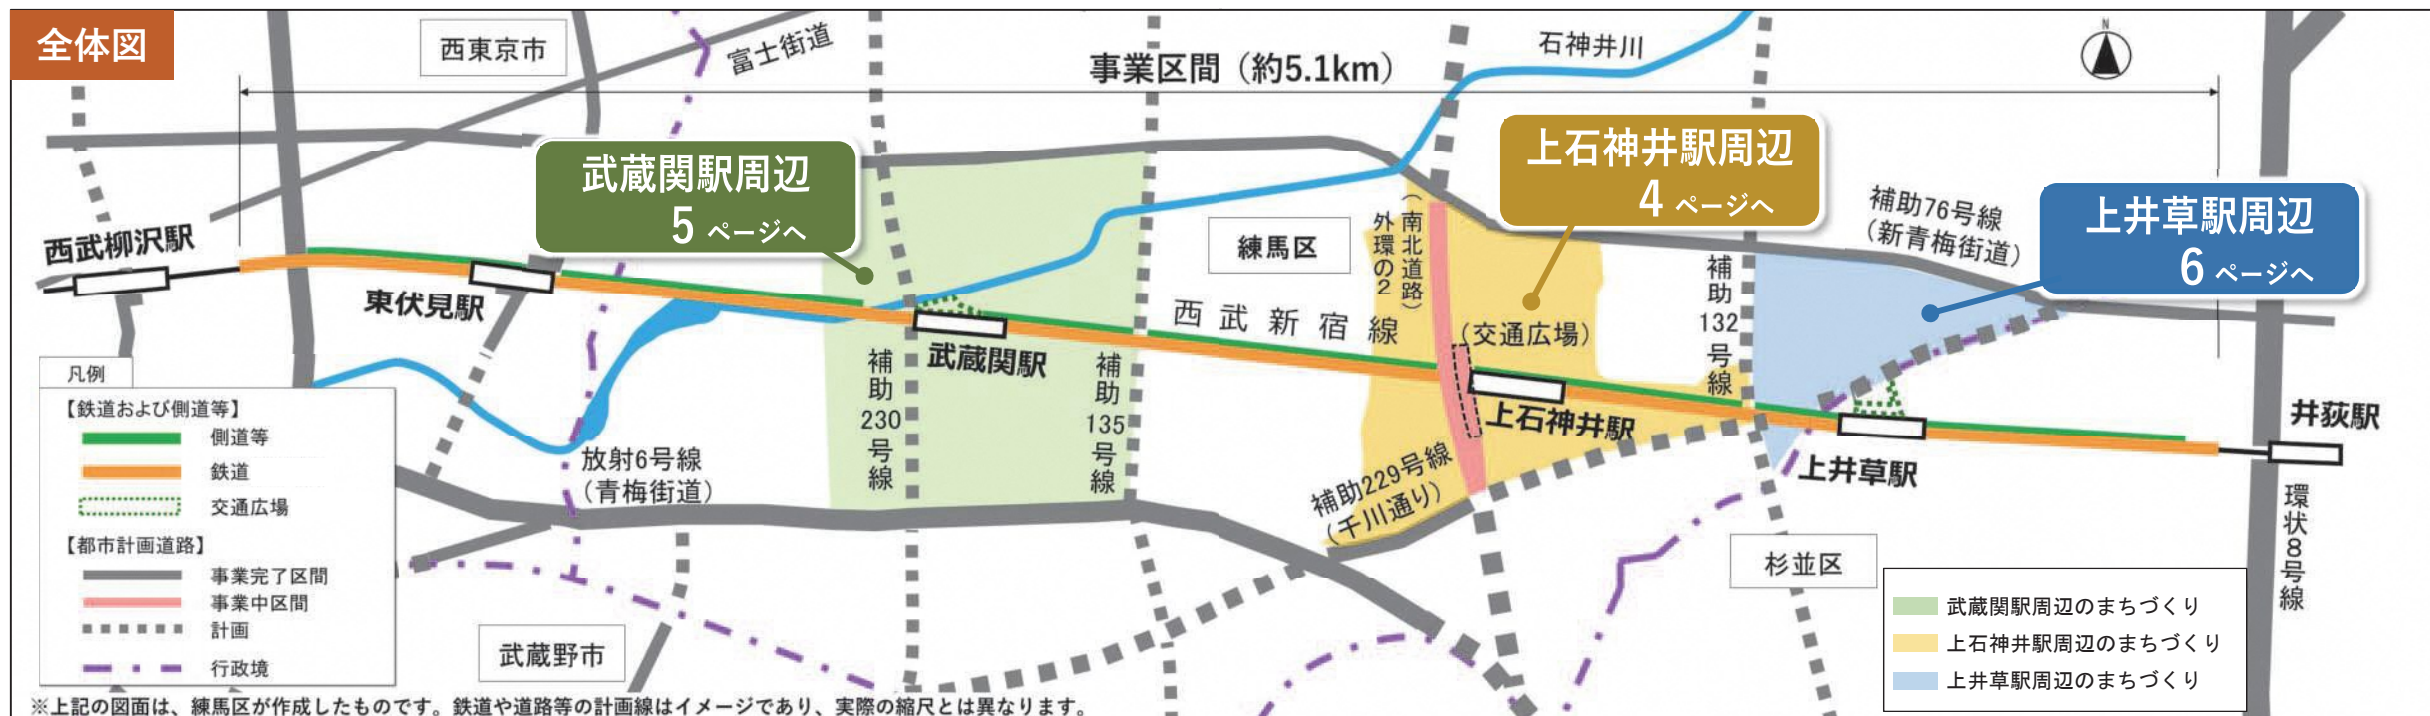 全体図
西東京市
富士街道
事業区間（約5.1km）
石神井川
N
武蔵関駅周辺
5 ページへ
上石神井駅周辺
4 ページへ
上井草駅周辺
6 ページへ
補助76号線
（新青梅街道）
西武柳沢駅
東伏見駅
練馬区
外環の2
（南北道路）
西武新宿線
（交通広場）
補助132号線
武蔵関駅
補助230号線
補助135号線
上石神井駅
上井草駅
井荻駅
放射6号線
（青梅街道）
補助229号線
（千川通り）
環状8号線
杉並区
武蔵野市
凡例
【鉄道および側道等】
側道等
鉄道
交通広場
【都市計画道路】
事業完了区間
事業中区間
計画
行政境
武蔵関駅周辺のまちづくり
上石神井駅周辺のまちづくり
上井草駅周辺のまちづくり
※上記の図面は、練馬区が作成したものです。鉄道や道路等の計画線はイメージであり、実際の縮尺とは異なります。